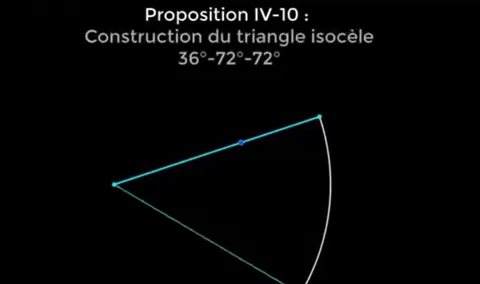 Proposition IV-10 :
Construction du triangle isocèle
36°-72°-72°